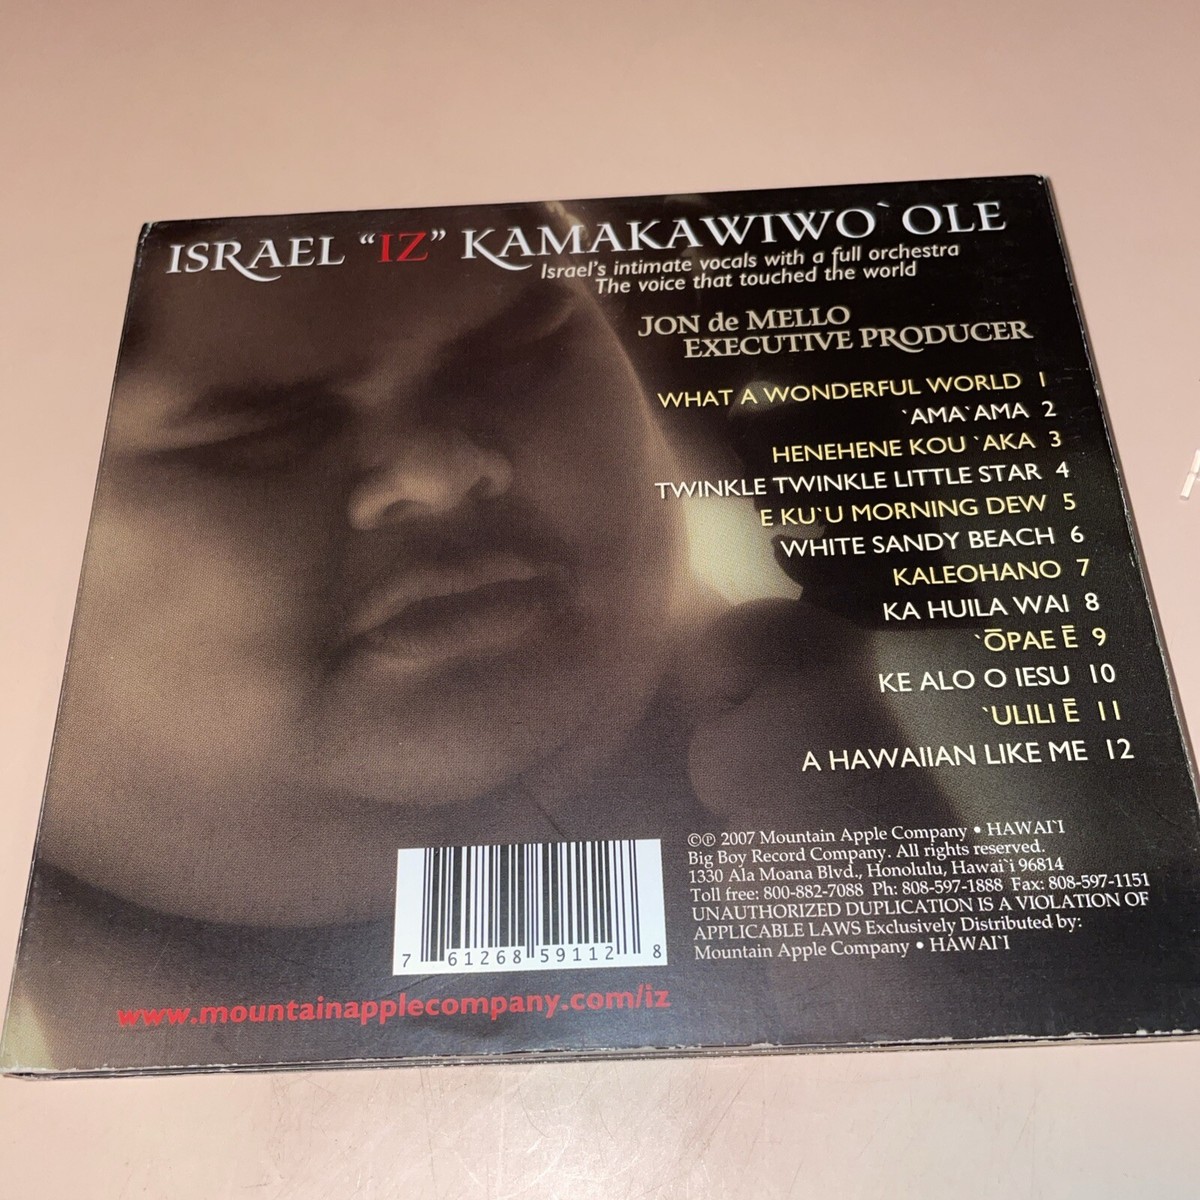 ISRAEL “IZ” KAMAKAWIWO`OLE
Israel's intimate vocals with a full orchestra
The voice that touched the world
JON de MELLO
EXECUTIVE PRODUCER
WHAT A WONDERFUL WORLD 1
`AMA`AMA 2
HENEHENE KOU `AKA 3
TWINKLE TWINKLE LITTLE STAR 4
E KU`U MORNING DEW 5
WHITE SANDY BEACH 6
KALEOHANO 7
KA HUILA WAI 8
`ŌPAE Ē 9
KE ALO O IESU 10
`ULILI Ē 11
A HAWAIIAN LIKE ME 12
©℗ 2007 Mountain Apple Company • HAWAI`I
Big Boy Record Company. All rights reserved.
1330 Ala Moana Blvd., Honolulu, Hawai`i 96814
Toll free: 800-882-7088 Ph: 808-597-1888 Fax: 808-597-1151
UNAUTHORIZED DUPLICATION IS A VIOLATION OF
APPLICABLE LAWS Exclusively Distributed by:
Mountain Apple Company • HAWAI`I
7 61268 59112 8
www.mountainapplecompany.com/iz